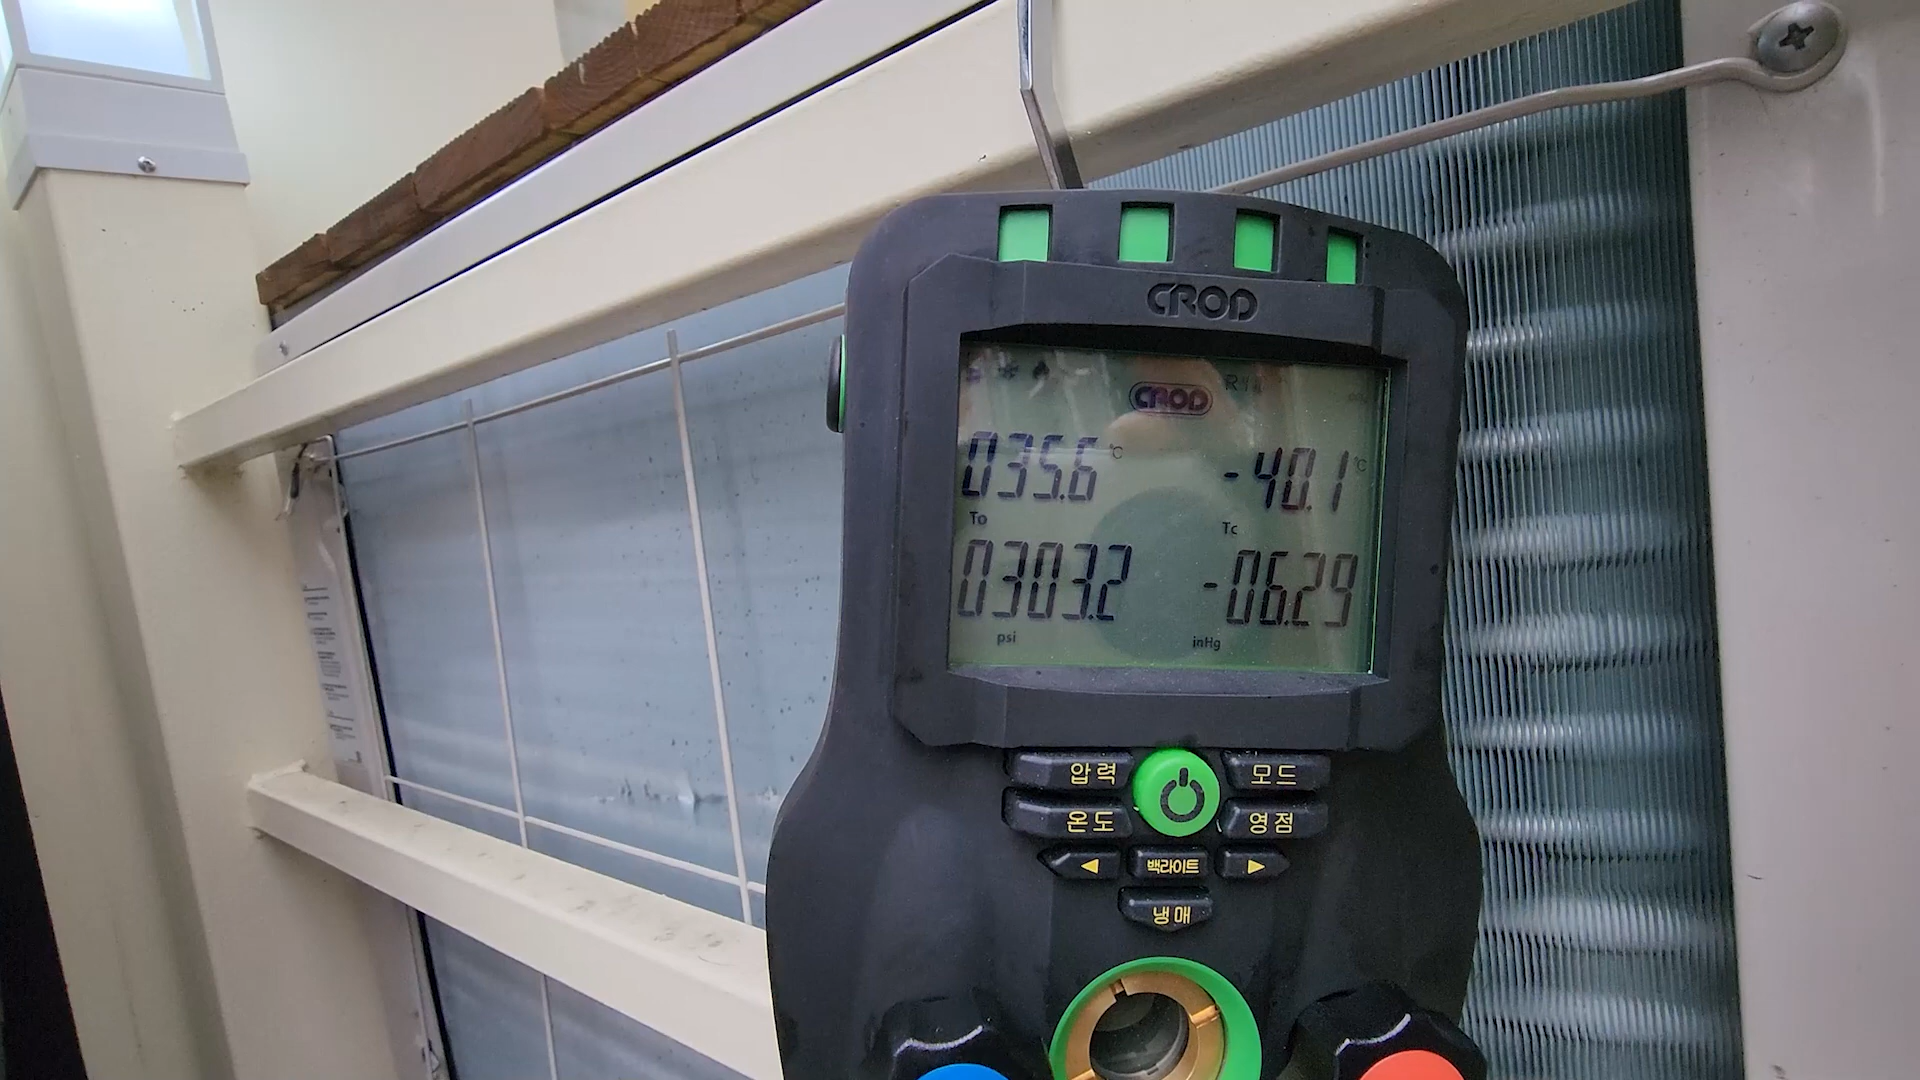 CROD
CROD
035.6 °C -40.1 °C
To Tc
0303.2 -06.29
psi inHg
압력 모드
온도 영점
백라이트
냉매